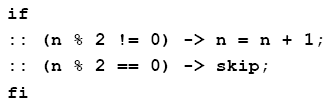 if
:: (n % 2 != 0) -> n = n + 1;
:: (n % 2 == 0) -> skip;
fi